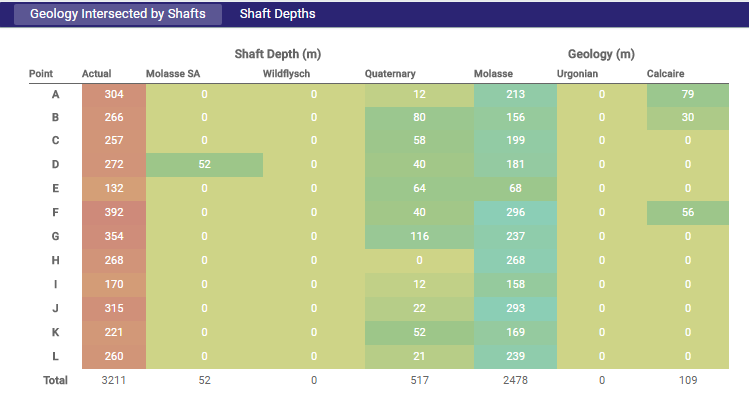 Geology Intersected by Shafts Shaft Depths
Shaft Depth (m) Geology (m)
Point Actual Molasse SA Wildflysch Quaternary Molasse Urgonian Calcaire
A 304 0 0 12 213 0 79
B 266 0 0 80 156 0 30
C 257 0 0 58 199 0 0
D 272 52 0 40 181 0 0
E 132 0 0 64 68 0 0
F 392 0 0 40 296 0 56
G 354 0 0 116 237 0 0
H 268 0 0 0 268 0 0
I 170 0 0 12 158 0 0
J 315 0 0 22 293 0 0
K 221 0 0 52 169 0 0
L 260 0 0 21 239 0 0
Total 3211 52 0 517 2478 0 109